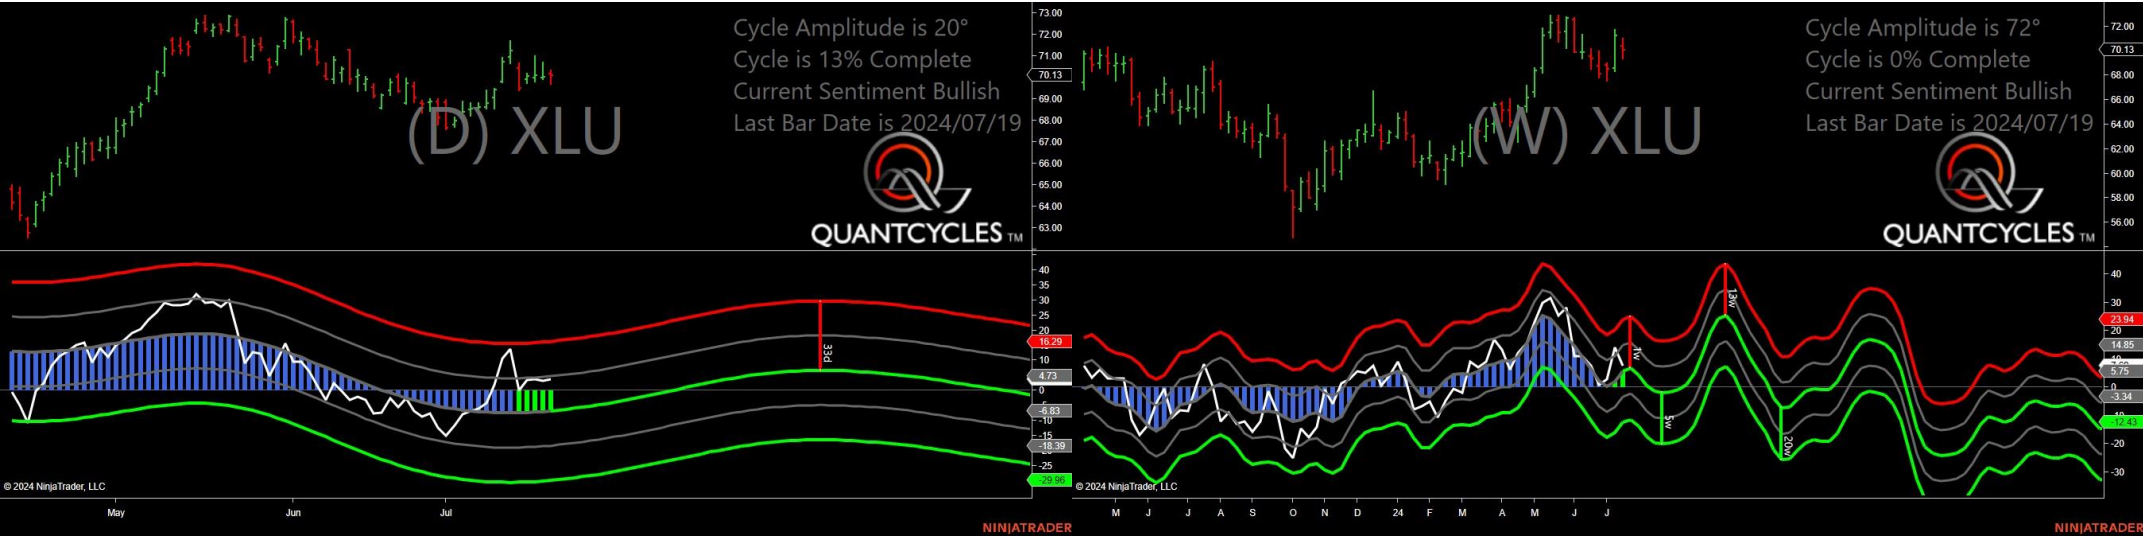 Cycle Amplitude is 20°
Cycle is 13% Complete
Current Sentiment Bullish
Last Bar Date is 2024/07/19
(D) XLU
QUANTCYCLES TM
73.00
72.00
71.00
70.13
69.00
68.00
67.00
66.00
65.00
64.00
63.00
40
35
30
25
20
16.29
10
4.73
0
-6.83
-10
-15
-18.39
-25
-29.96
33d
© 2024 NinjaTrader, LLC
May
Jun
Jul
NINJATRADER
Cycle Amplitude is 72°
Cycle is 0% Complete
Current Sentiment Bullish
Last Bar Date is 2024/07/19
(W) XLU
QUANTCYCLES TM
72.00
70.13
68.00
66.00
64.00
62.00
60.00
58.00
56.00
40
30
23.94
20
14.85
5.75
0
-3.34
-12.43
-20
-30
1w
5w
13w
20w
© 2024 NinjaTrader, LLC
M J J A S O N D 24 F M A M J J
NINJATRADER